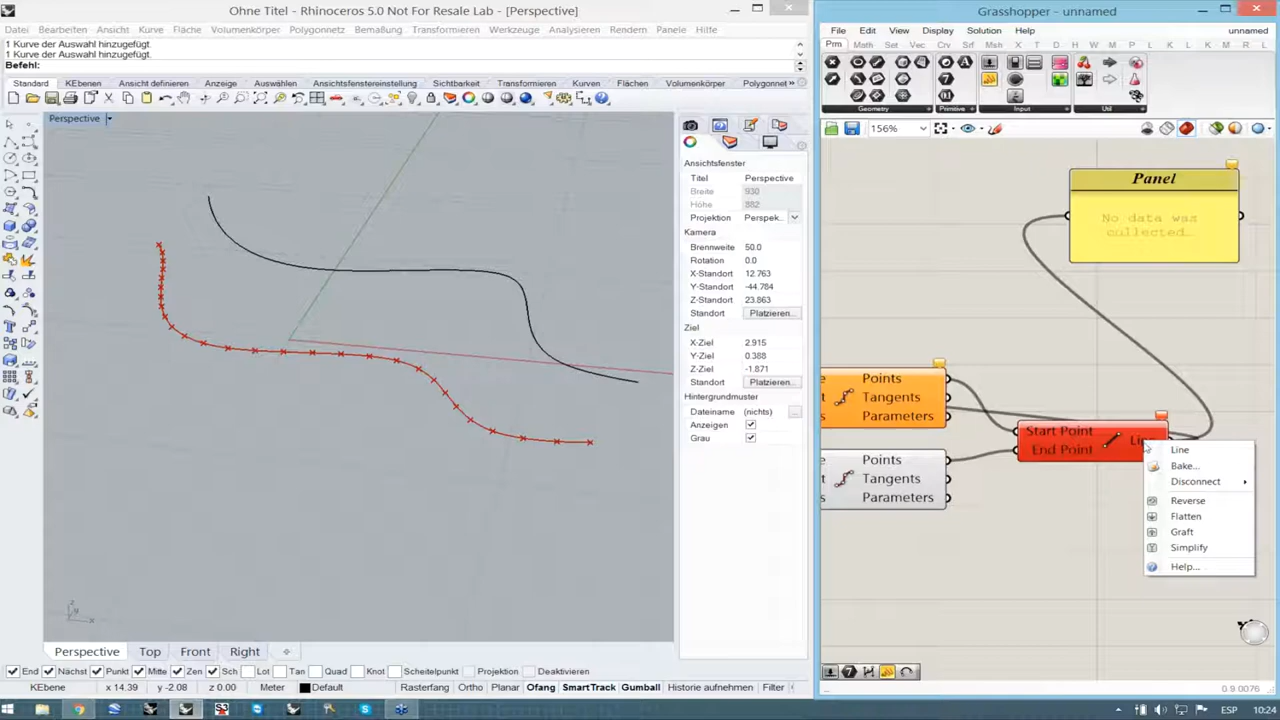 Ohne Titel - Rhinoceros 5.0 Not For Resale Lab - [Perspective]
Datei Bearbeiten Ansicht Kurve Fläche Volumenkörper Polygonnetz Bemaßung Transformieren Werkzeuge Analysieren Rendern Panele Hilfe
1 Kurve der Auswahl hinzugefügt.
1 Kurve der Auswahl hinzugefügt.
Befehl:
Standard KEbenen Ansicht definieren Anzeige Auswählen Ansichtsfenstereinstellung Sichtbarkeit Transformieren Kurven Flächen Volumenkörper Polygonnet
Perspective
Ansichtsfenster
Titel Perspective
Breite 930
Höhe 882
Projektion Perspek...
Kamera
Brennweite 50.0
Rotation 0.0
X-Standort 12.763
Y-Standort -44.784
Z-Standort 23.863
Standort Platzieren...
Ziel
X-Ziel 2.915
Y-Ziel 0.388
Z-Ziel -1.871
Standort Platzieren...
Hintergrundmuster
Dateiname (nichts) ...
Anzeigen
Grau
z
y
x
Perspective Top Front Right
End Nächst Punkt Mitte Zen Sch Lot Tan Quad Knot Scheitelpunkt Projektion Deaktivieren
KEbene x 14.39 y -2.08 z 0.00 Meter Default Rasterfang Ortho Planar Ofang SmartTrack Gumball Historie aufnehmen Filter
Grasshopper - unnamed
File Edit View Display Solution Help unnamed
Prm Math Set Vec Crv Srf Msh X T D H W M P L K M L M R L
Geometry Primitive Input Util
156%
Panel
No data was
collected...
Points
Tangents
Parameters
Start Point
End Point
Points
Tangents
Parameters
Line
Bake...
Disconnect
Reverse
Flatten
Graft
Simplify
Help...
0.9.0076
ESP 10:24